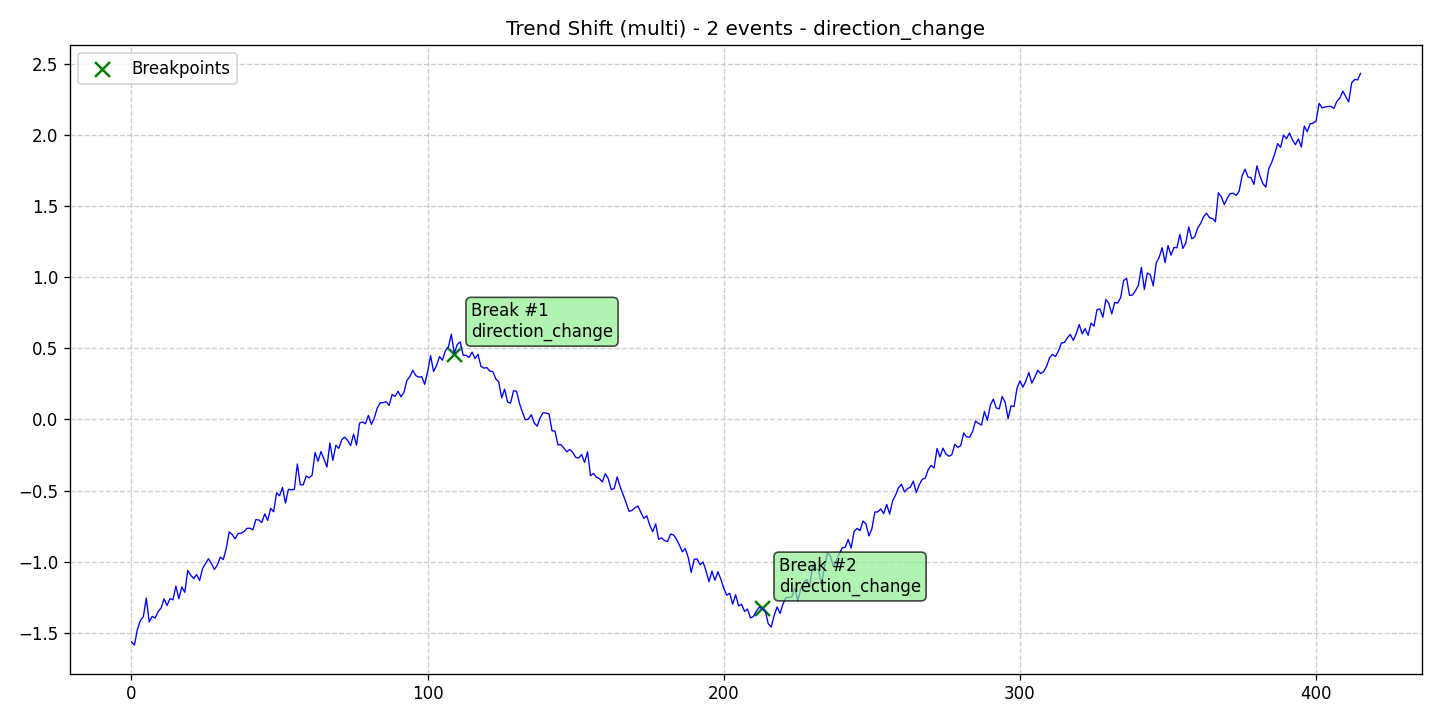 Trend Shift (multi) - 2 events - direction_change
Breakpoints
2.5
2.0
1.5
1.0
0.5
0.0
−0.5
−1.0
−1.5
Break #1
direction_change
Break #2
direction_change
0
100
200
300
400